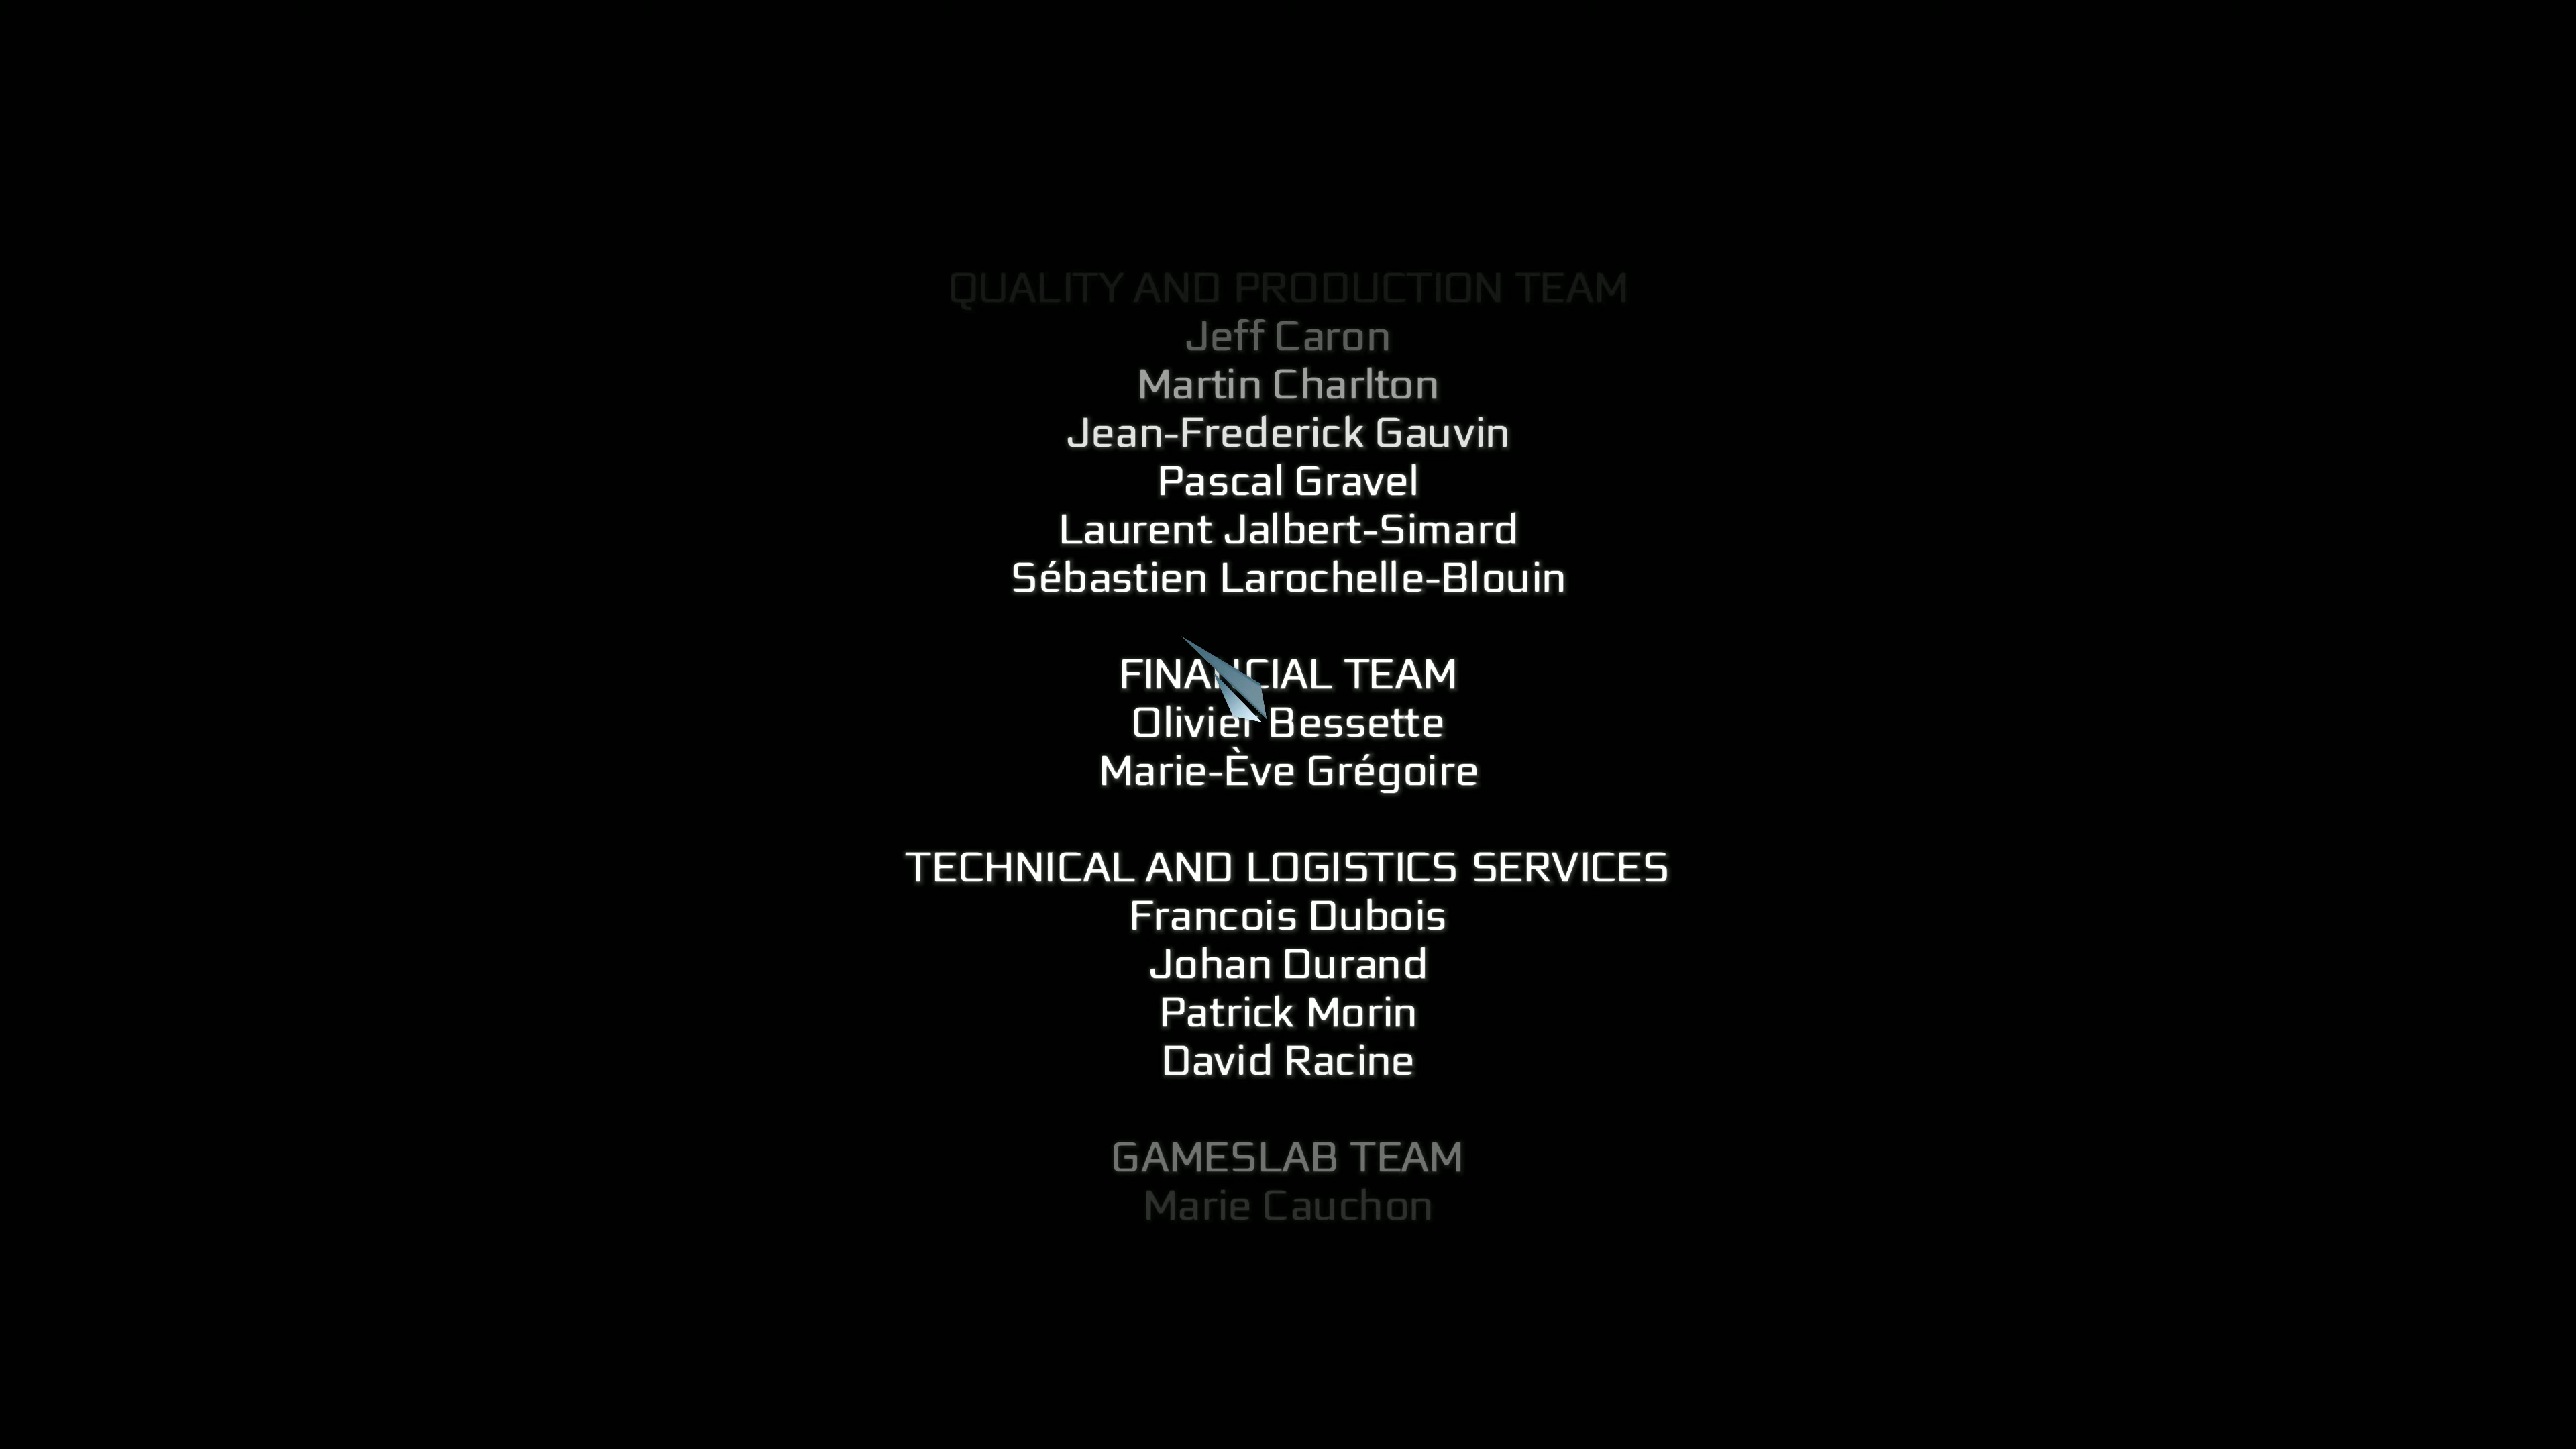 QUALITY AND PRODUCTION TEAM
Jeff Caron
Martin Charlton
Jean-Frederick Gauvin
Pascal Gravel
Laurent Jalbert-Simard
Sébastien Larochelle-Blouin
FINANCIAL TEAM
Olivier Bessette
Marie-Ève Grégoire
TECHNICAL AND LOGISTICS SERVICES
Francois Dubois
Johan Durand
Patrick Morin
David Racine
GAMESLAB TEAM
Marie Cauchon